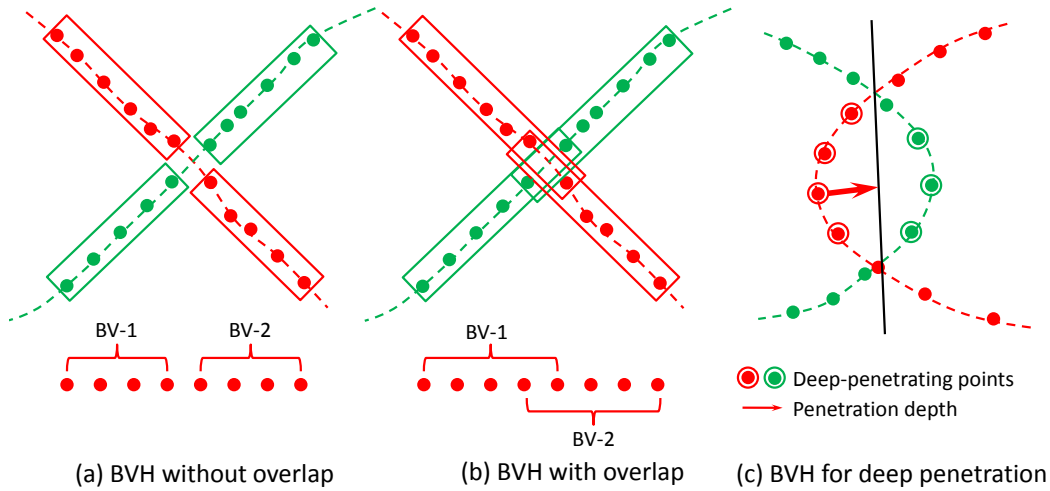 BV-1
BV-2
BV-1
BV-2
Deep-penetrating points
Penetration depth
(a) BVH without overlap
(b) BVH with overlap
(c) BVH for deep penetration